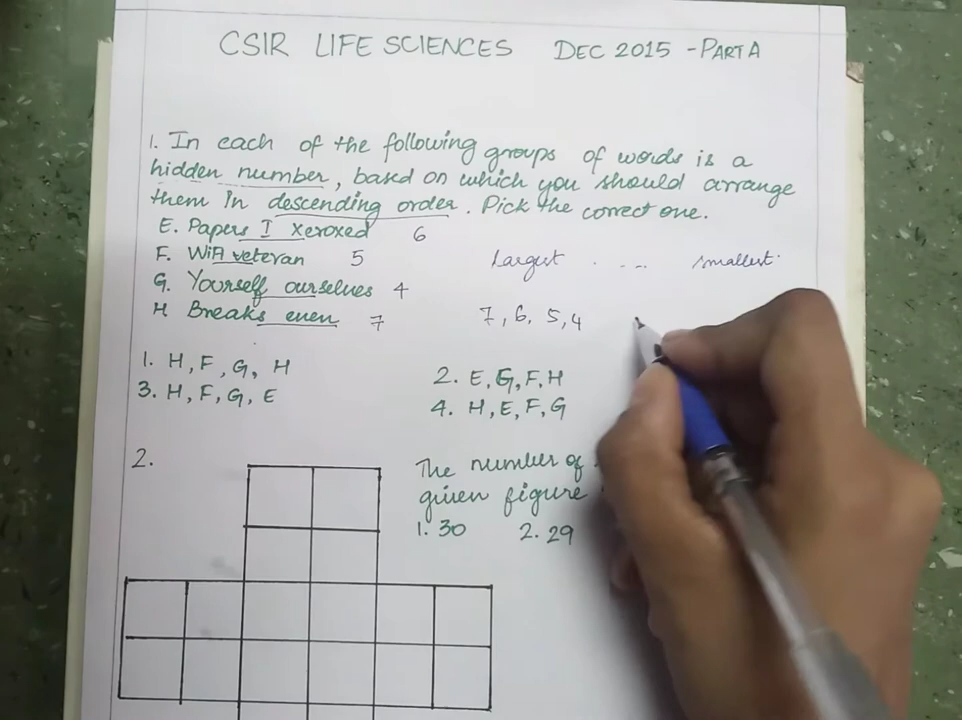 CSIR LIFE SCIENCES DEC 2015 - PART A
1. In each of the following groups of words is a
hidden number, based on which you should arrange
them in descending order. Pick the correct one.
E. Papers I xeroxed 6
F. Wifi veteran 5 Largest . ... smallest.
G. Yourself ourselves 4
H Breaks even 7 7, 6, 5, 4
1. H, F, G, H 2. E, G, F, H
3. H, F, G, E 4. H, E, F, G
2. The number of
given figure
1. 30 2. 29